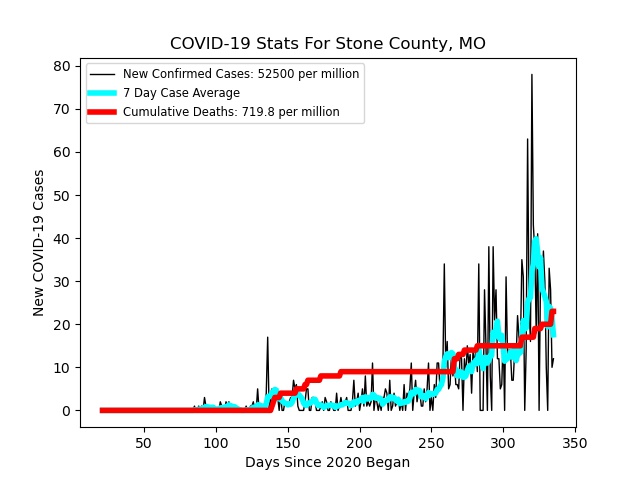 COVID-19 Stats For Stone County, MO
New Confirmed Cases: 52500 per million
7 Day Case Average
Cumulative Deaths: 719.8 per million
New COVID-19 Cases
80
70
60
50
40
30
20
10
0
50 100 150 200 250 300 350
Days Since 2020 Began